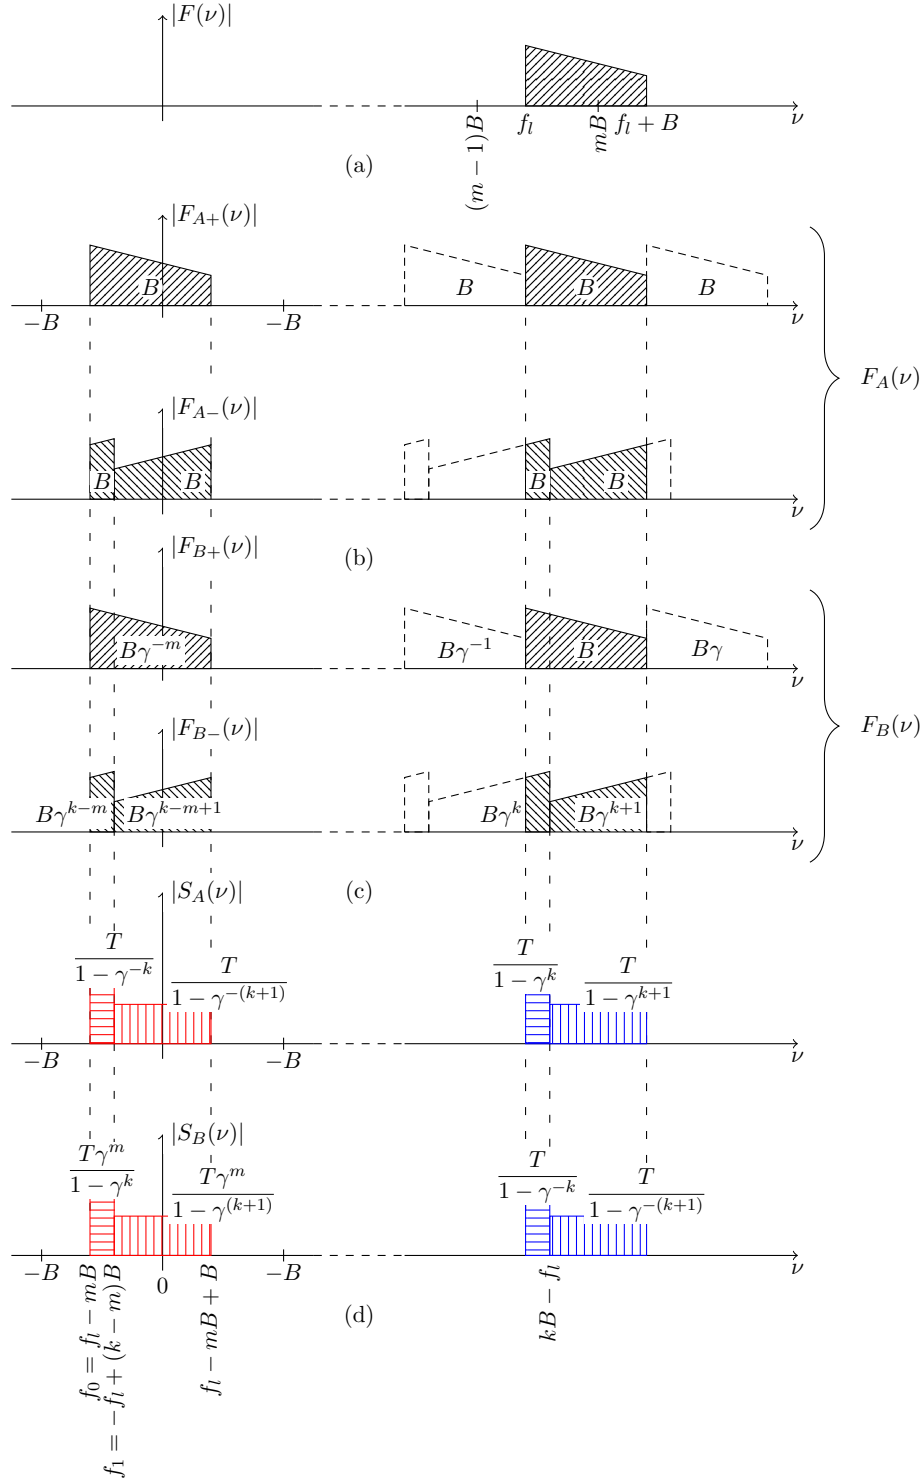 |F(ν)|
f_l
f_l + B
ν
(m − 1)B
mB
(a)
|F_{A+}(ν)|
B
B
B
B
−B
−B
ν
F_A(ν)
|F_{A−}(ν)|
B
B
B
B
ν
(b)
|F_{B+}(ν)|
Bγ^{−m}
Bγ^{−1}
B
Bγ
ν
F_B(ν)
|F_{B−}(ν)|
Bγ^{k−m}
Bγ^{k−m+1}
Bγ^k
Bγ^{k+1}
ν
(c)
|S_A(ν)|
T
1 − γ^{−k}
T
1 − γ^{−(k+1)}
T
1 − γ^k
T
1 − γ^{k+1}
−B
−B
ν
|S_B(ν)|
Tγ^m
1 − γ^k
Tγ^m
1 − γ^{(k+1)}
T
1 − γ^{−k}
T
1 − γ^{−(k+1)}
−B
0
−B
ν
f_0 = f_l − mB
f_1 = −f_l + (k − m)B
f_l − mB + B
kB − f_l
(d)